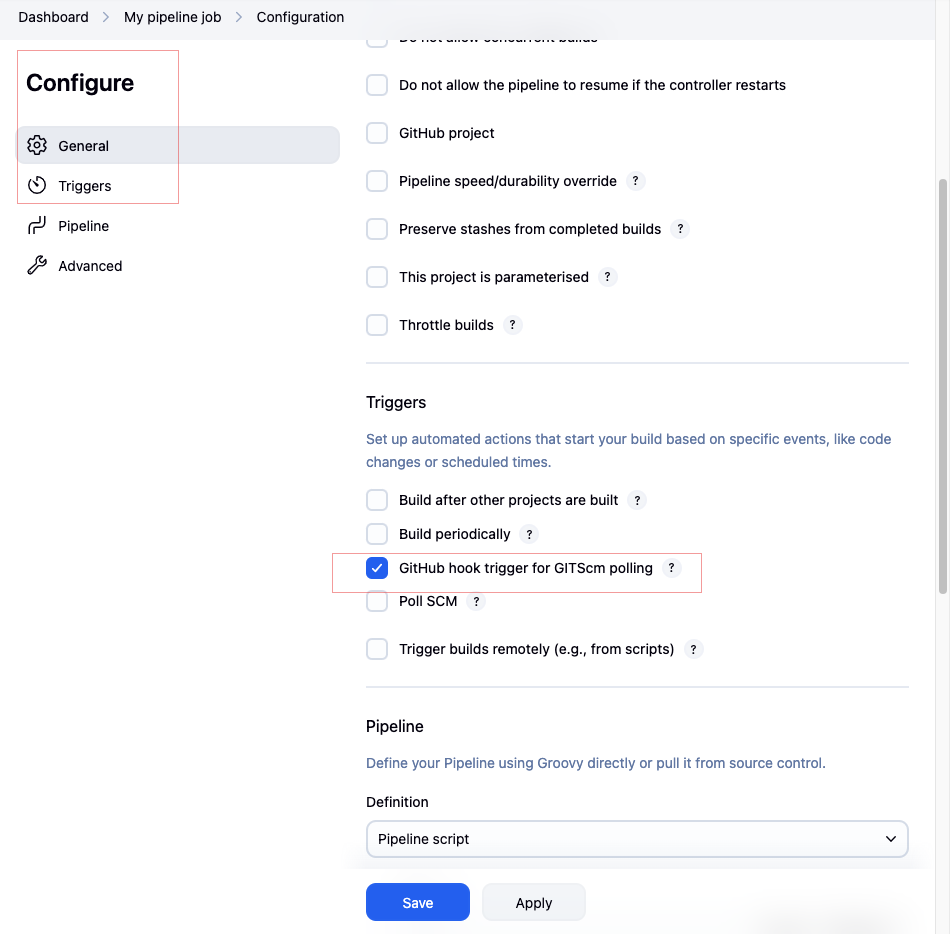 Dashboard > My pipeline job > Configuration
Configure
General
Triggers
Pipeline
Advanced
Do not allow concurrent builds
Do not allow the pipeline to resume if the controller restarts
GitHub project
Pipeline speed/durability override ?
Preserve stashes from completed builds ?
This project is parameterised ?
Throttle builds ?
Triggers
Set up automated actions that start your build based on specific events, like code
changes or scheduled times.
Build after other projects are built ?
Build periodically ?
GitHub hook trigger for GITScm polling ?
Poll SCM ?
Trigger builds remotely (e.g., from scripts) ?
Pipeline
Define your Pipeline using Groovy directly or pull it from source control.
Definition
Pipeline script
Save
Apply